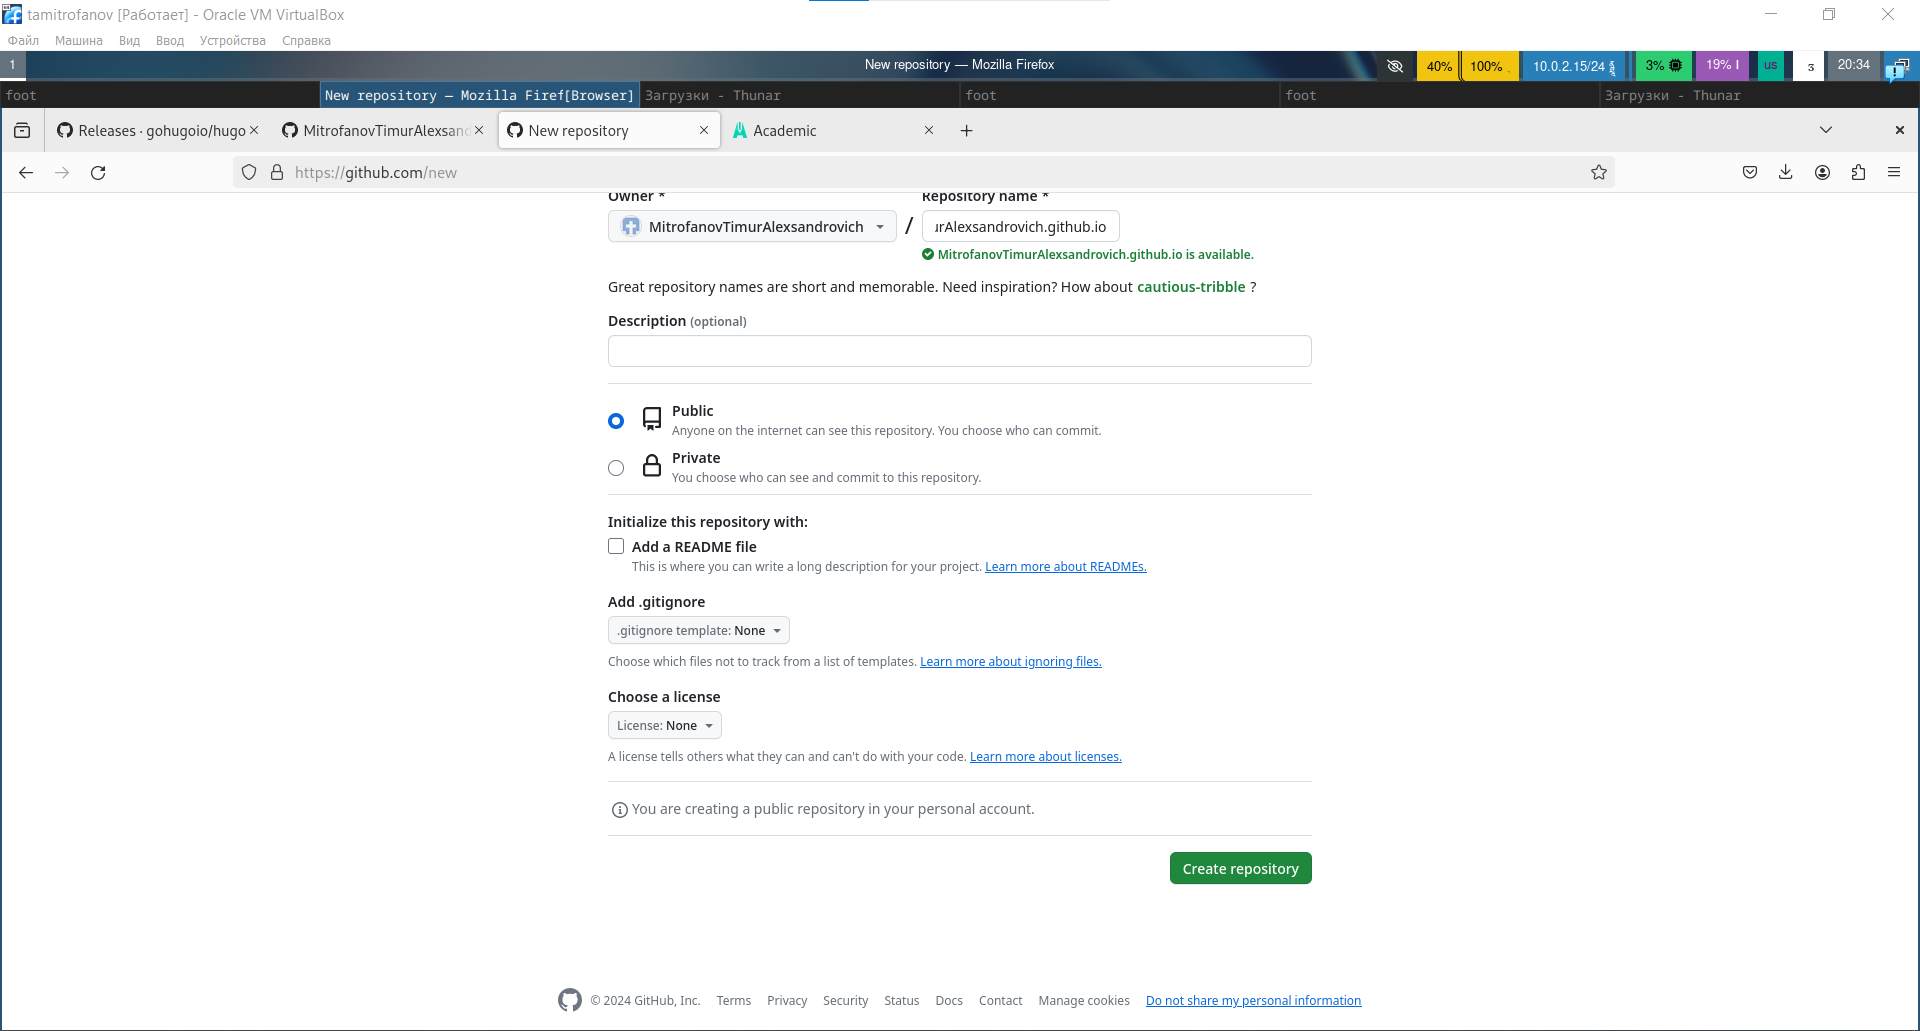 tamitrofanov [Работает] - Oracle VM VirtualBox
Файл Машина Вид Ввод Устройства Справка
1 New repository — Mozilla Firefox 40% 100% 10.0.2.15/24 3% 19% us 3 20:34
foot New repository — Mozilla Firef[Browser] Загрузки - Thunar foot foot Загрузки - Thunar
Releases · gohugoio/hugo MitrofanovTimurAlexsand New repository Academic
https://github.com/new
Owner * Repository name *
MitrofanovTimurAlexsandrovich / urAlexsandrovich.github.io
MitrofanovTimurAlexsandrovich.github.io is available.
Great repository names are short and memorable. Need inspiration? How about cautious-tribble ?
Description (optional)
Public
Anyone on the internet can see this repository. You choose who can commit.
Private
You choose who can see and commit to this repository.
Initialize this repository with:
Add a README file
This is where you can write a long description for your project. Learn more about READMEs.
Add .gitignore
.gitignore template: None
Choose which files not to track from a list of templates. Learn more about ignoring files.
Choose a license
License: None
A license tells others what they can and can't do with your code. Learn more about licenses.
You are creating a public repository in your personal account.
Create repository
© 2024 GitHub, Inc. Terms Privacy Security Status Docs Contact Manage cookies Do not share my personal information